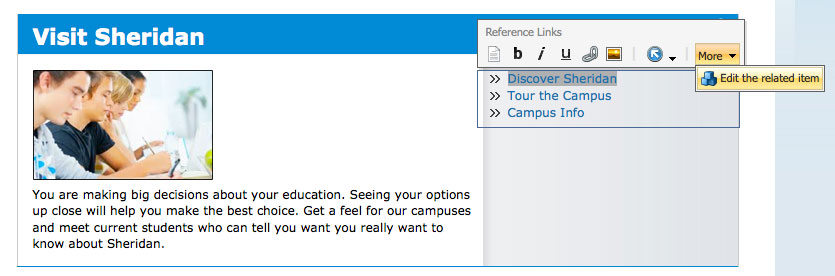 Visit Sheridan
Reference Links
b i u
More
Edit the related item
» Discover Sheridan
» Tour the Campus
» Campus Info
You are making big decisions about your education. Seeing your options
up close will help you make the best choice. Get a feel for our campuses
and meet current students who can tell you want you really want to
know about Sheridan.